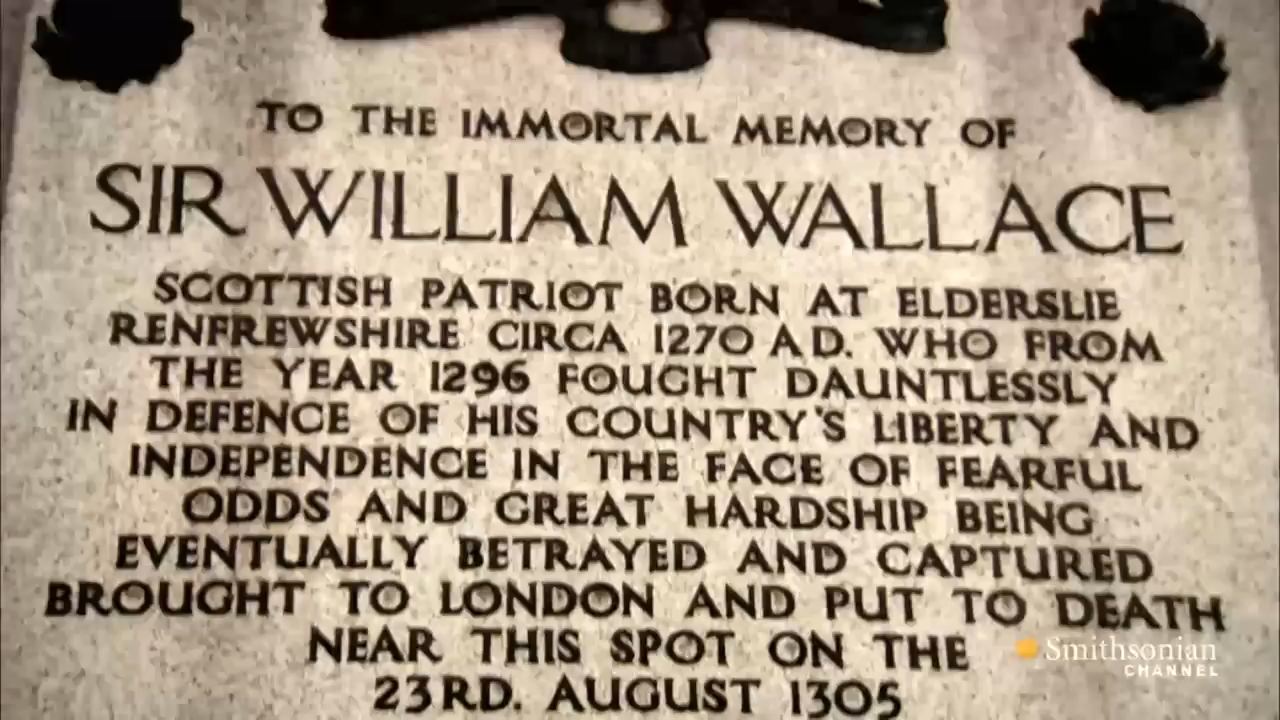 TO THE IMMORTAL MEMORY OF
SIR WILLIAM WALLACE
SCOTTISH PATRIOT BORN AT ELDERSLIE
RENFREWSHIRE CIRCA 1270 A.D. WHO FROM
THE YEAR 1296 FOUGHT DAUNTLESSLY
IN DEFENCE OF HIS COUNTRY'S LIBERTY AND
INDEPENDENCE IN THE FACE OF FEARFUL
ODDS AND GREAT HARDSHIP BEING
EVENTUALLY BETRAYED AND CAPTURED
BROUGHT TO LONDON AND PUT TO DEATH
NEAR THIS SPOT ON THE
23RD. AUGUST 1305
Smithsonian
CHANNEL